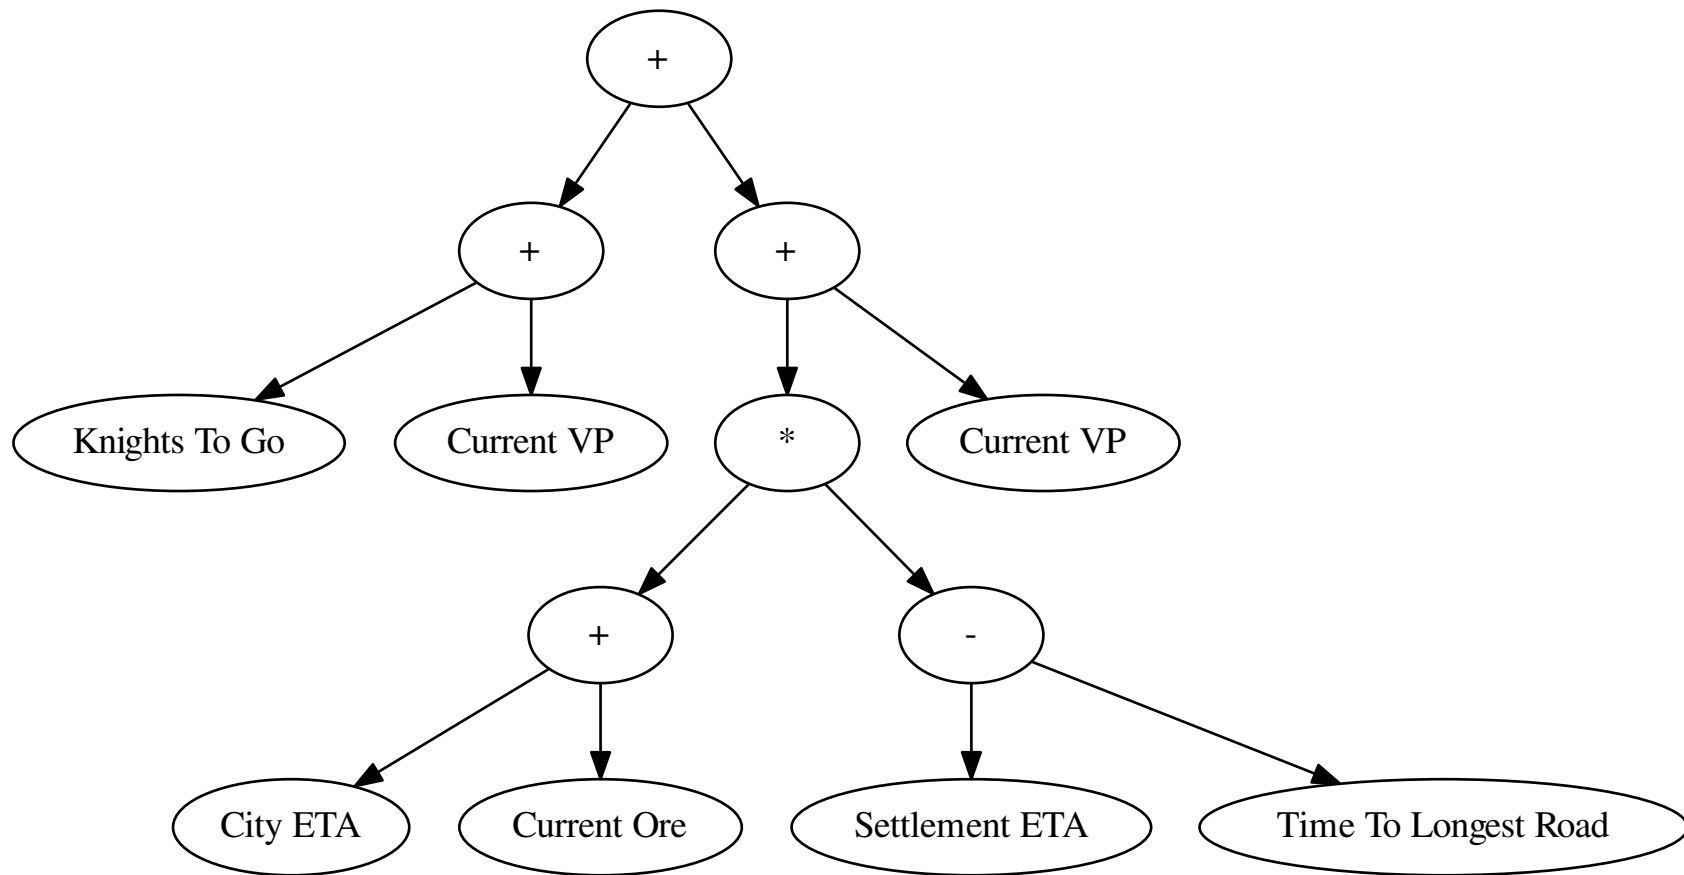 +
+
+
Knights To Go
Current VP
*
Current VP
+
-
City ETA
Current Ore
Settlement ETA
Time To Longest Road